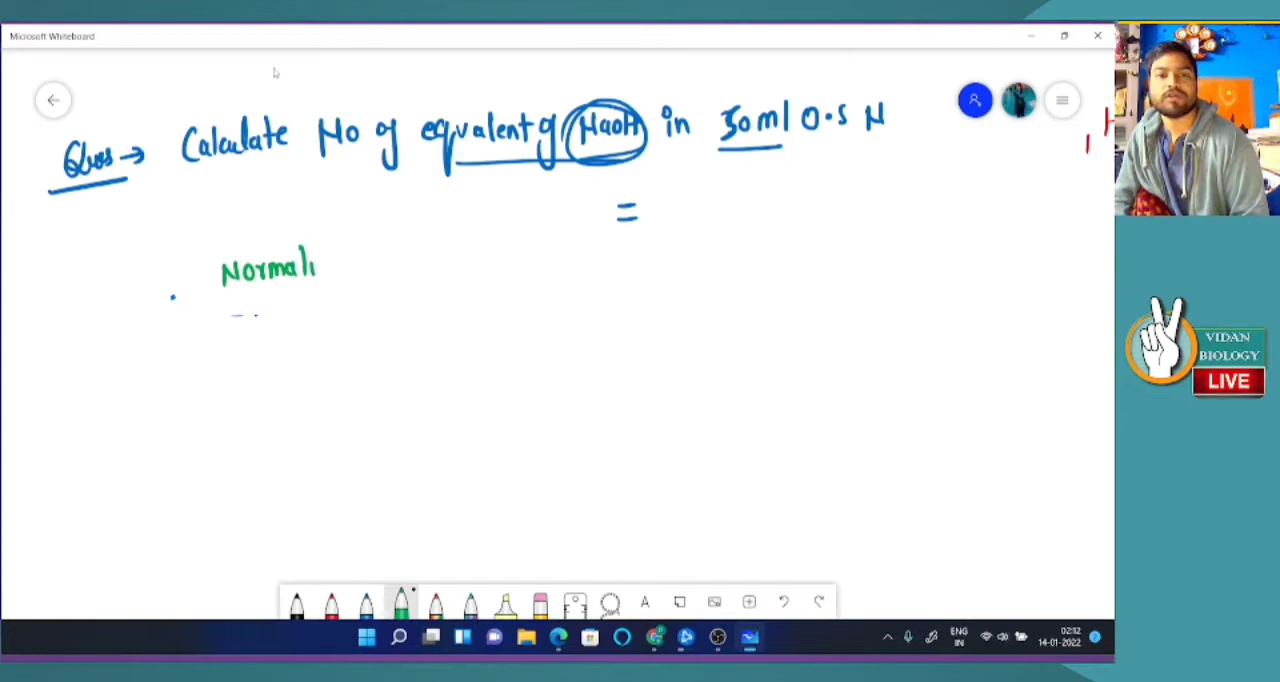 Microsoft Whiteboard
Ques → Calculate No of equvalent of NaOH in 50ml 0.5 N
=
Normali
VIDAN
BIOLOGY
LIVE
A
ENG
IN
02:12
14-01-2022